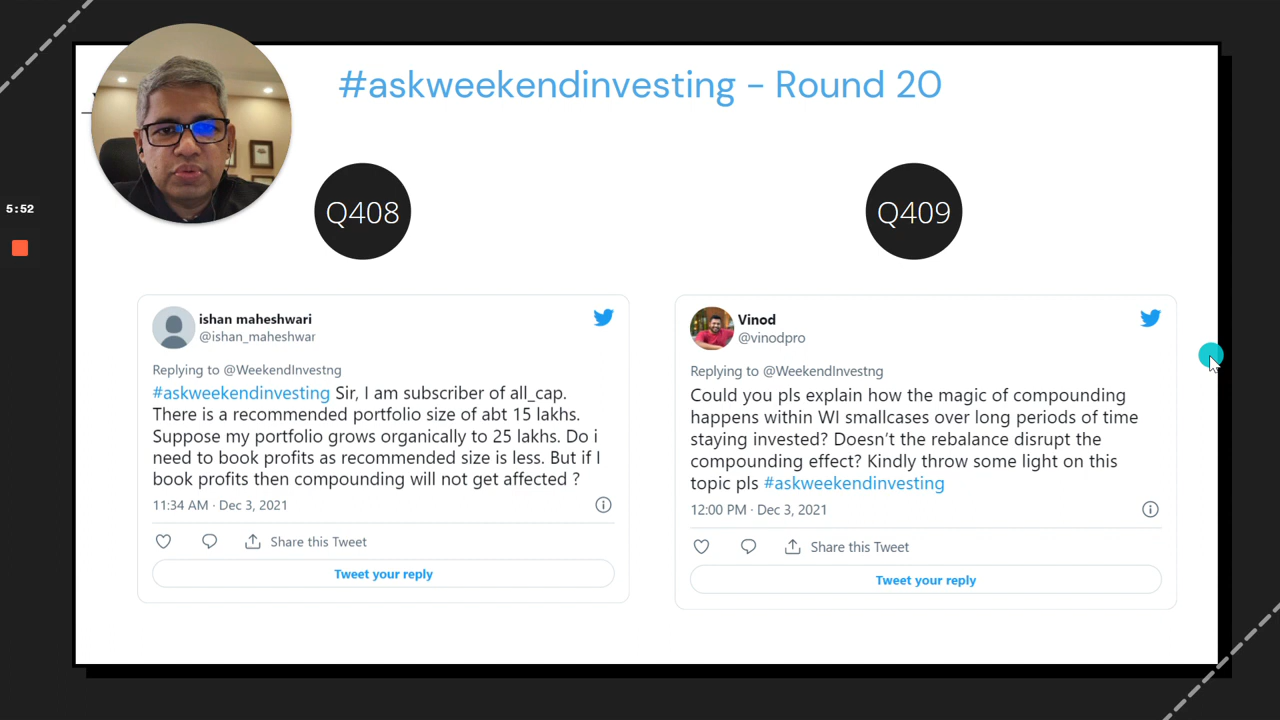 #askweekendinvesting - Round 20
5:52
Q408
Q409
ishan maheshwari
@ishan_maheshwar
Replying to @WeekendInvestng
#askweekendinvesting Sir, I am subscriber of all_cap.
There is a recommended portfolio size of abt 15 lakhs.
Suppose my portfolio grows organically to 25 lakhs. Do i
need to book profits as recommended size is less. But if I
book profits then compounding will not get affected ?
11:34 AM · Dec 3, 2021
Share this Tweet
Tweet your reply
Vinod
@vinodpro
Replying to @WeekendInvestng
Could you pls explain how the magic of compounding
happens within WI smallcases over long periods of time
staying invested? Doesn’t the rebalance disrupt the
compounding effect? Kindly throw some light on this
topic pls #askweekendinvesting
12:00 PM · Dec 3, 2021
Share this Tweet
Tweet your reply